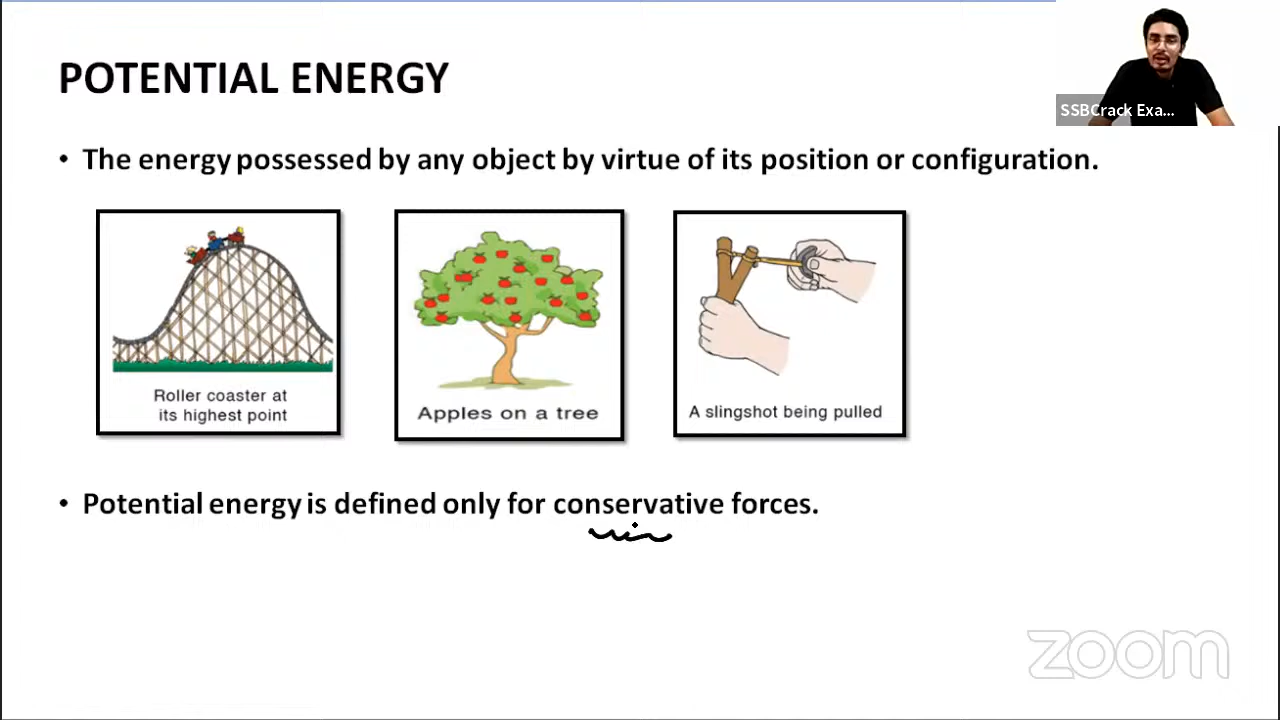 POTENTIAL ENERGY
SSBCrack Exa...
• The energy possessed by any object by virtue of its position or configuration.
Roller coaster at
its highest point
Apples on a tree
A slingshot being pulled
• Potential energy is defined only for conservative forces.
zoom